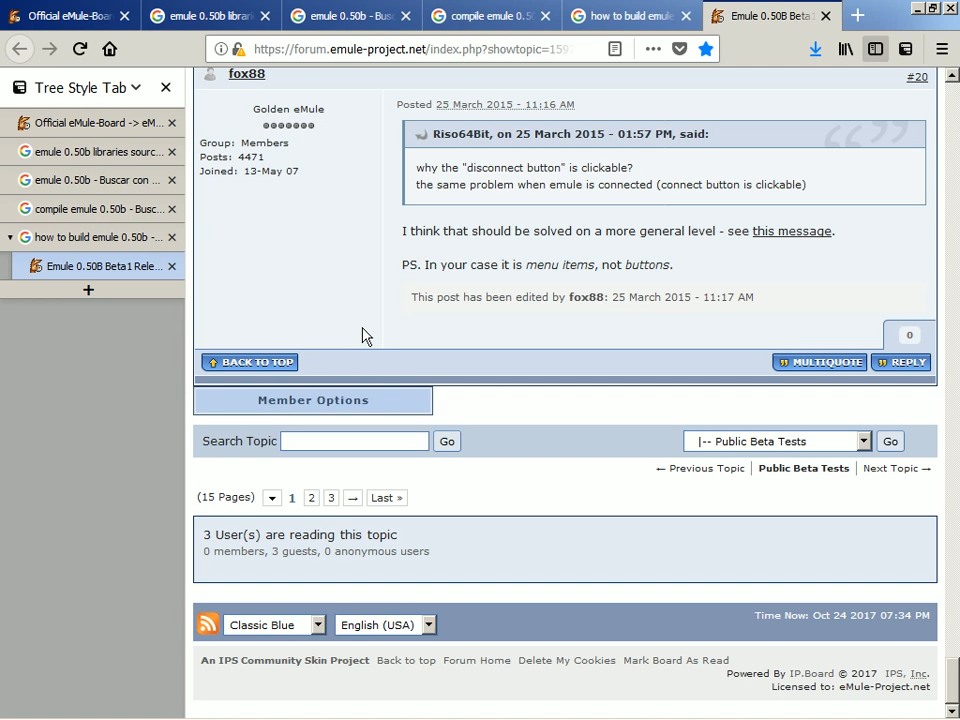 Official eMule-Boar
emule 0.50b librari
emule 0.50b - Bus
compile emule 0.50
how to build emule
Emule 0.50B Beta1
https://forum.emule-project.net/index.php?showtopic=159
Tree Style Tab
Official eMule-Board -> eM...
emule 0.50b libraries sourc...
emule 0.50b - Buscar con ...
compile emule 0.50b - Busc...
how to build emule 0.50b -...
Emule 0.50B Beta1 Rele...
fox88
#20
Golden eMule
Group: Members
Posts: 4471
Joined: 13-May 07
Posted 25 March 2015 - 11:16 AM
Riso64Bit, on 25 March 2015 - 01:57 PM, said:
why the "disconnect button" is clickable?
the same problem when emule is connected (connect button is clickable)
I think that should be solved on a more general level - see this message.
PS. In your case it is menu items, not buttons.
This post has been edited by fox88: 25 March 2015 - 11:17 AM
0
BACK TO TOP
MULTIQUOTE
REPLY
Member Options
Search Topic
Go
|-- Public Beta Tests
Go
← Previous Topic | Public Beta Tests | Next Topic →
(15 Pages) 1 2 3 → Last »
3 User(s) are reading this topic
0 members, 3 guests, 0 anonymous users
Classic Blue
English (USA)
Time Now: Oct 24 2017 07:34 PM
An IPS Community Skin Project Back to top Forum Home Delete My Cookies Mark Board As Read
Powered By IP.Board © 2017 IPS, Inc.
Licensed to: eMule-Project.net